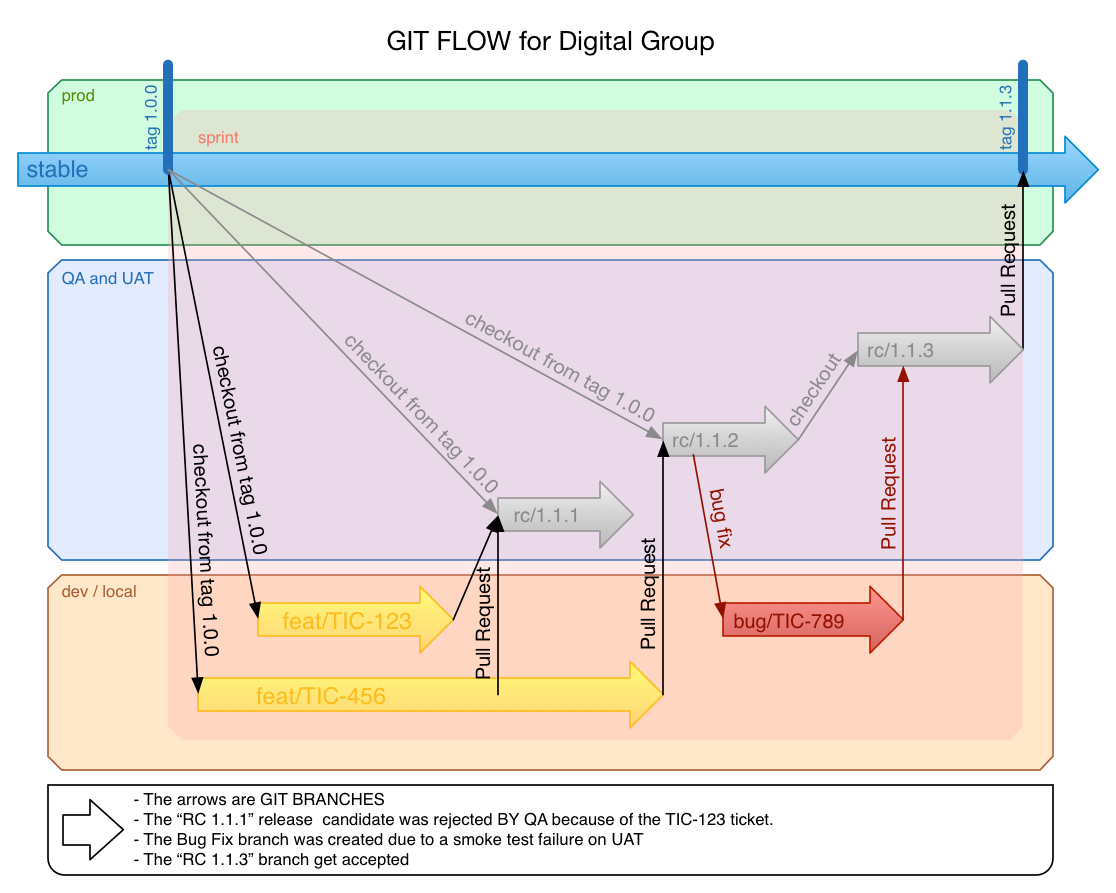 GIT FLOW for Digital Group
prod
tag 1.0.0
tag 1.1.3
sprint
stable
Pull Request
QA and UAT
checkout from tag 1.0.0
checkout from tag 1.0.0
checkout from tag 1.0.0
checkout from tag 1.0.0
checkout
rc/1.1.3
rc/1.1.2
rc/1.1.1
bug fix
Pull Request
Pull Request
Pull Request
dev / local
feat/TIC-123
bug/TIC-789
feat/TIC-456
- The arrows are GIT BRANCHES
- The “RC 1.1.1” release  candidate was rejected BY QA because of the TIC-123 ticket.
- The Bug Fix branch was created due to a smoke test failure on UAT
- The “RC 1.1.3” branch get accepted